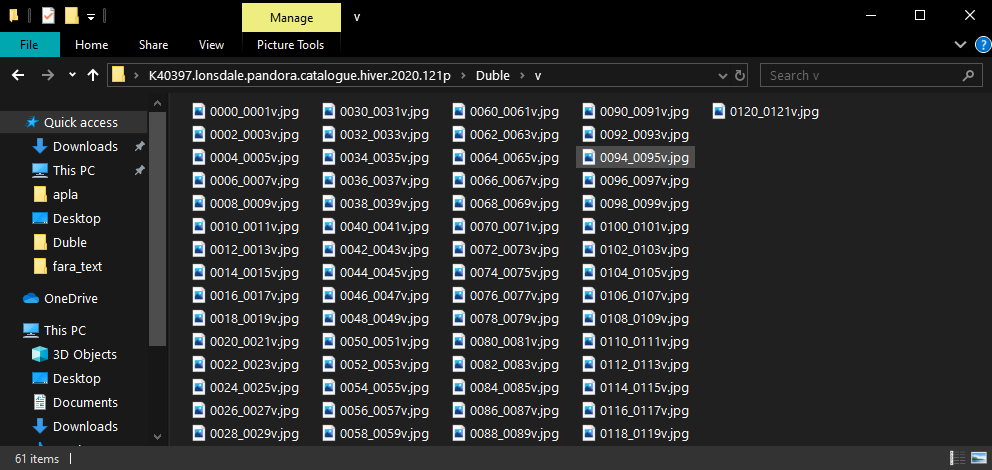 Manage
v
File
Home
Share
View
Picture Tools
K40397.lonsdale.pandora.catalogue.hiver.2020.121p
Duble
v
Search v
Quick access
Downloads
This PC
apla
Desktop
Duble
fara_text
OneDrive
This PC
3D Objects
Desktop
Documents
Downloads
0000_0001v.jpg
0002_0003v.jpg
0004_0005v.jpg
0006_0007v.jpg
0008_0009v.jpg
0010_0011v.jpg
0012_0013v.jpg
0014_0015v.jpg
0016_0017v.jpg
0018_0019v.jpg
0020_0021v.jpg
0022_0023v.jpg
0024_0025v.jpg
0026_0027v.jpg
0028_0029v.jpg
0030_0031v.jpg
0032_0033v.jpg
0034_0035v.jpg
0036_0037v.jpg
0038_0039v.jpg
0040_0041v.jpg
0042_0043v.jpg
0044_0045v.jpg
0046_0047v.jpg
0048_0049v.jpg
0050_0051v.jpg
0052_0053v.jpg
0054_0055v.jpg
0056_0057v.jpg
0058_0059v.jpg
0060_0061v.jpg
0062_0063v.jpg
0064_0065v.jpg
0066_0067v.jpg
0068_0069v.jpg
0070_0071v.jpg
0072_0073v.jpg
0074_0075v.jpg
0076_0077v.jpg
0078_0079v.jpg
0080_0081v.jpg
0082_0083v.jpg
0084_0085v.jpg
0086_0087v.jpg
0088_0089v.jpg
0090_0091v.jpg
0092_0093v.jpg
0094_0095v.jpg
0096_0097v.jpg
0098_0099v.jpg
0100_0101v.jpg
0102_0103v.jpg
0104_0105v.jpg
0106_0107v.jpg
0108_0109v.jpg
0110_0111v.jpg
0112_0113v.jpg
0114_0115v.jpg
0116_0117v.jpg
0118_0119v.jpg
0120_0121v.jpg
61 items